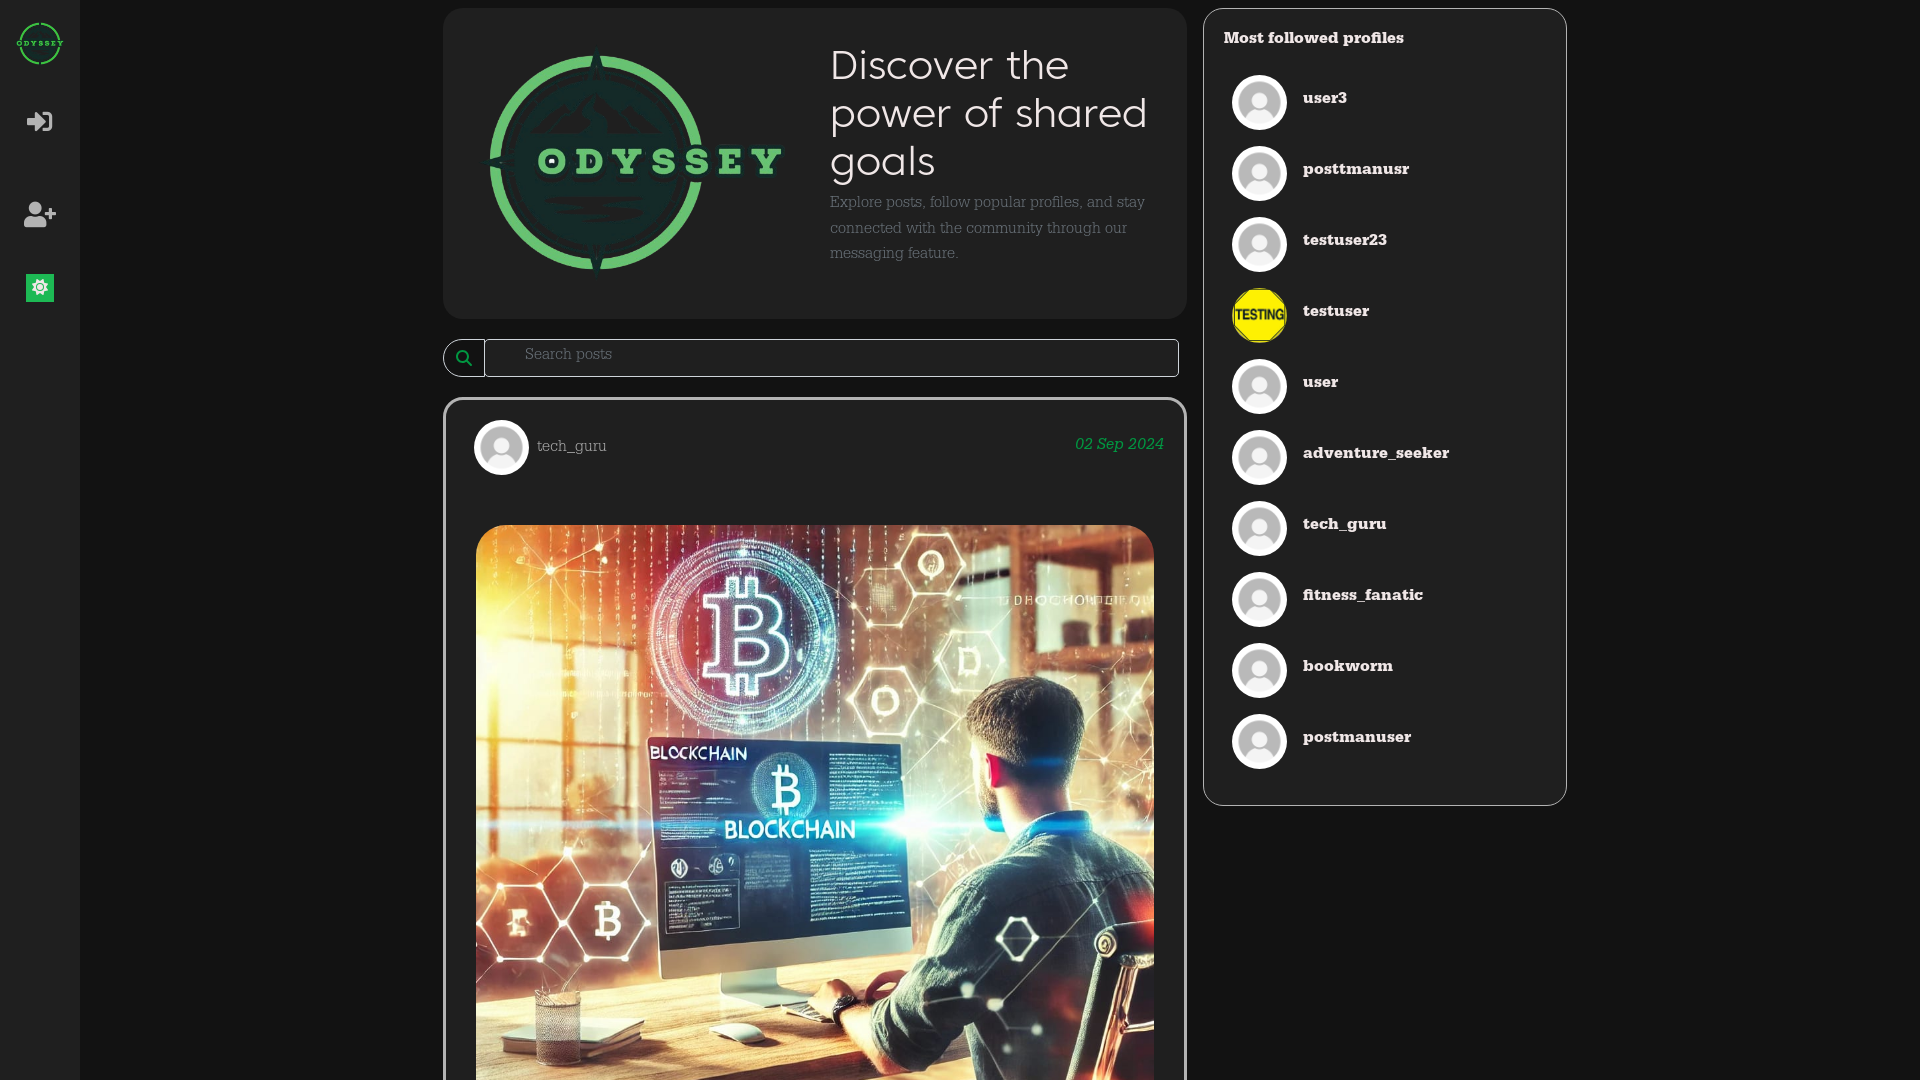 ODYSSEY
ODYSSEY
Discover the
power of shared
goals
Explore posts, follow popular profiles, and stay
connected with the community through our
messaging feature.
Search posts
tech_guru
02 Sep 2024
BLOCKCHAIN
BLOCKCHAIN
Most followed profiles
user3
posttmanusr
testuser23
TESTING
testuser
user
adventure_seeker
tech_guru
fitness_fanatic
bookworm
postmanuser